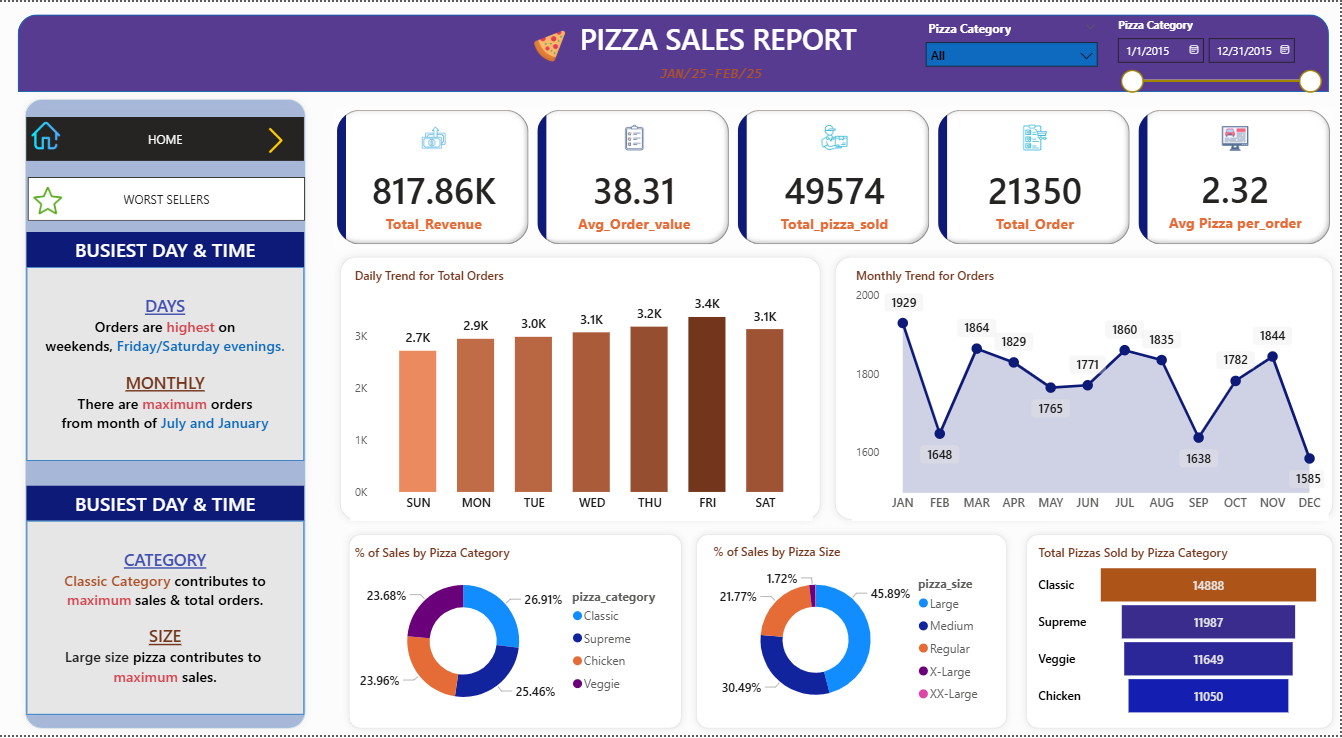 PIZZA SALES REPORT
JAN/25-FEB/25
Pizza Category
All
Pizza Category
1/1/2015
12/31/2015
HOME
WORST SELLERS
BUSIEST DAY & TIME
DAYS
Orders are highest on
weekends, Friday/Saturday evenings.
MONTHLY
There are maximum orders
from month of July and January
BUSIEST DAY & TIME
CATEGORY
Classic Category contributes to
maximum sales & total orders.
SIZE
Large size pizza contributes to
maximum sales.
817.86K
Total_Revenue
38.31
Avg_Order_value
49574
Total_pizza_sold
21350
Total_Order
2.32
Avg Pizza per_order
Daily Trend for Total Orders
3K
2K
1K
0K
2.7K
2.9K
3.0K
3.1K
3.2K
3.4K
3.1K
SUN MON TUE WED THU FRI SAT
Monthly Trend for Orders
2000
1800
1600
1929
1648
1864
1829
1765
1771
1860
1835
1638
1782
1844
1585
JAN FEB MAR APR MAY JUN JUL AUG SEP OCT NOV DEC
% of Sales by Pizza Category
23.68%
26.91%
23.96%
25.46%
pizza_category
Classic
Supreme
Chicken
Veggie
% of Sales by Pizza Size
1.72%
21.77%
45.89%
30.49%
pizza_size
Large
Medium
Regular
X-Large
XX-Large
Total Pizzas Sold by Pizza Category
Classic 14888
Supreme 11987
Veggie 11649
Chicken 11050